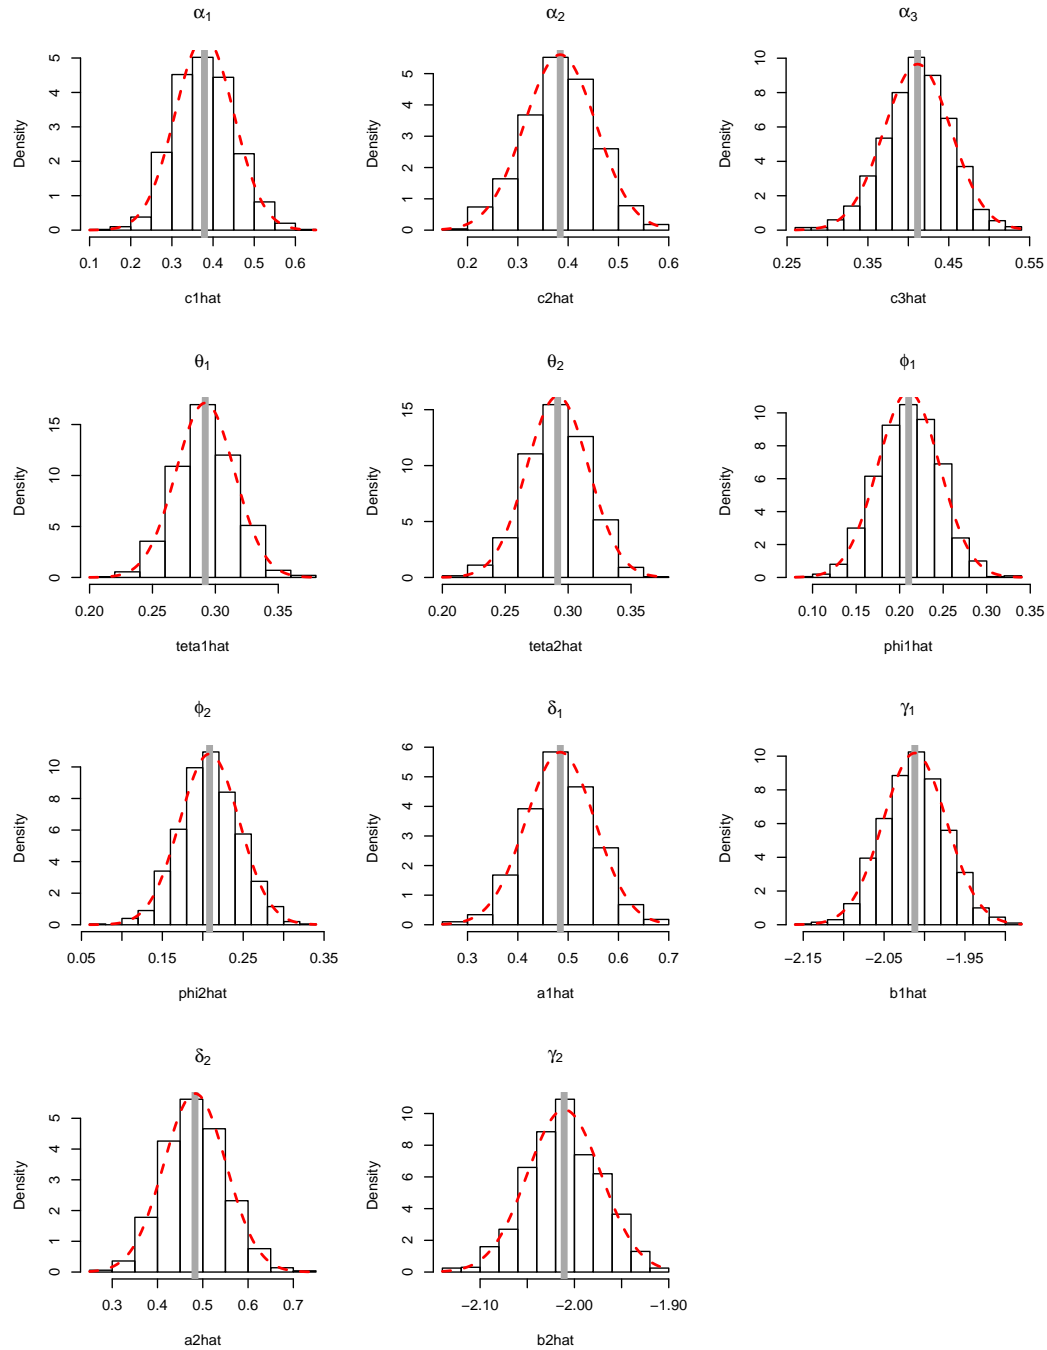 α1
α2
α3
Density
0 1 2 3 4 5
0.1 0.2 0.3 0.4 0.5 0.6
c1hat
Density
0 1 2 3 4 5
0.2 0.3 0.4 0.5 0.6
c2hat
Density
0 2 4 6 8 10
0.25 0.35 0.45 0.55
c3hat
θ1
θ2
ϕ1
Density
0 5 10 15
0.20 0.25 0.30 0.35
teta1hat
Density
0 5 10 15
0.20 0.25 0.30 0.35
teta2hat
Density
0 2 4 6 8 10
0.10 0.15 0.20 0.25 0.30 0.35
phi1hat
ϕ2
δ1
γ1
Density
0 2 4 6 8 10
0.05 0.15 0.25 0.35
phi2hat
Density
0 1 2 3 4 5 6
0.3 0.4 0.5 0.6 0.7
a1hat
Density
0 2 4 6 8 10
−2.15 −2.05 −1.95
b1hat
δ2
γ2
Density
0 1 2 3 4 5
0.3 0.4 0.5 0.6 0.7
a2hat
Density
0 2 4 6 8 10
−2.10 −2.00 −1.90
b2hat